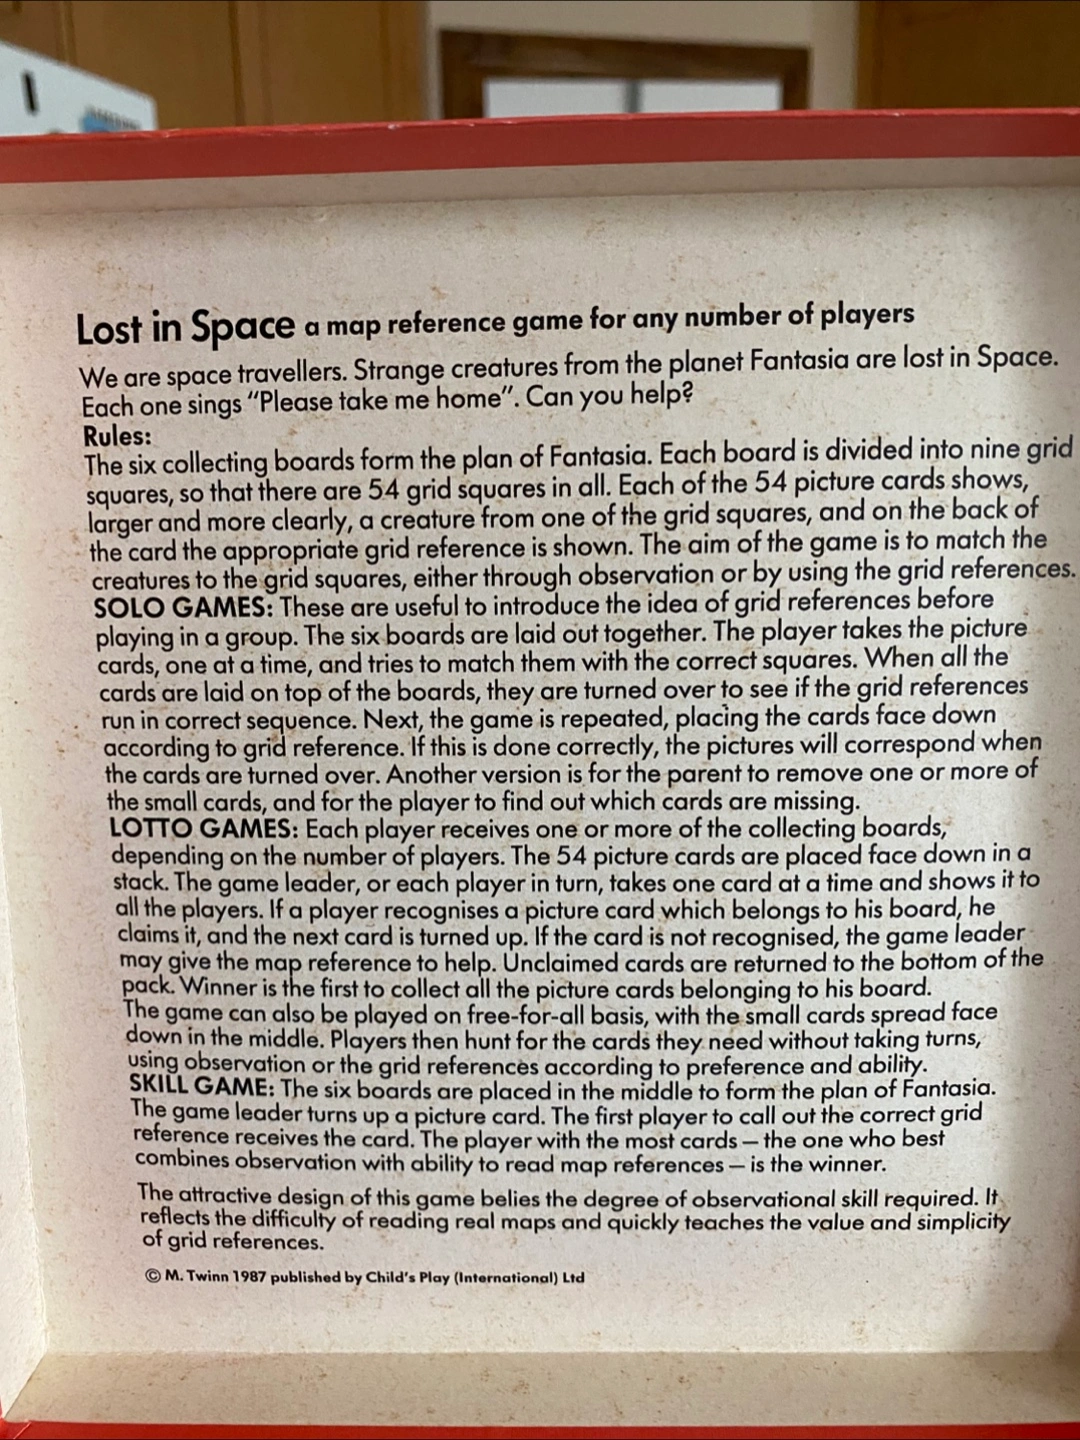 Lost in Space a map reference game for any number of players
We are space travellers. Strange creatures from the planet Fantasia are lost in Space.
Each one sings "Please take me home". Can you help?
Rules:
The six collecting boards form the plan of Fantasia. Each board is divided into nine grid
squares, so that there are 54 grid squares in all. Each of the 54 picture cards shows,
larger and more clearly, a creature from one of the grid squares, and on the back of
the card the appropriate grid reference is shown. The aim of the game is to match the
creatures to the grid squares, either through observation or by using the grid references.
SOLO GAMES: These are useful to introduce the idea of grid references before
playing in a group. The six boards are laid out together. The player takes the picture
cards, one at a time, and tries to match them with the correct squares. When all the
cards are laid on top of the boards, they are turned over to see if the grid references
run in correct sequence. Next, the game is repeated, placing the cards face down
according to grid reference. If this is done correctly, the pictures will correspond when
the cards are turned over. Another version is for the parent to remove one or more of
the small cards, and for the player to find out which cards are missing.
LOTTO GAMES: Each player receives one or more of the collecting boards,
depending on the number of players. The 54 picture cards are placed face down in a
stack. The game leader, or each player in turn, takes one card at a time and shows it to
all the players. If a player recognises a picture card which belongs to his board, he
claims it, and the next card is turned up. If the card is not recognised, the game leader
may give the map reference to help. Unclaimed cards are returned to the bottom of the
pack. Winner is the first to collect all the picture cards belonging to his board.
The game can also be played on free-for-all basis, with the small cards spread face
down in the middle. Players then hunt for the cards they need without taking turns,
using observation or the grid references according to preference and ability.
SKILL GAME: The six boards are placed in the middle to form the plan of Fantasia.
The game leader turns up a picture card. The first player to call out the correct grid
reference receives the card. The player with the most cards – the one who best
combines observation with ability to read map references – is the winner.
The attractive design of this game belies the degree of observational skill required. It
reflects the difficulty of reading real maps and quickly teaches the value and simplicity
of grid references.
© M. Twinn 1987 published by Child's Play (International) Ltd